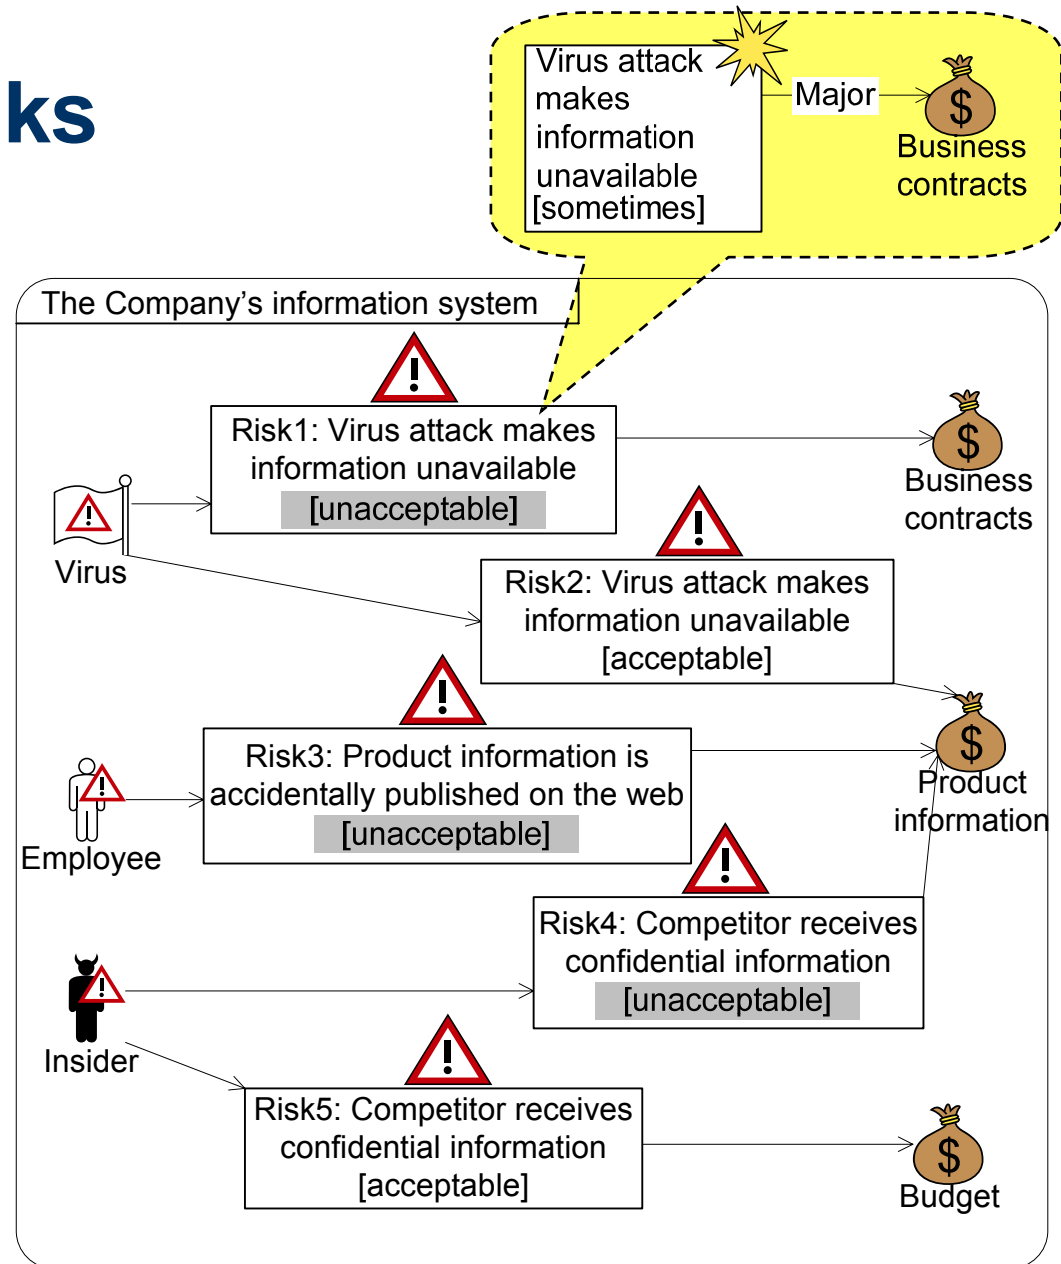 ks
Virus attack
makes
information
unavailable
[sometimes]
Major
$
Business
contracts
The Company’s information system
Risk1: Virus attack makes
information unavailable
[unacceptable]
$
Business
contracts
Virus
Risk2: Virus attack makes
information unavailable
[acceptable]
Risk3: Product information is
accidentally published on the web
[unacceptable]
$
Product
information
Employee
Risk4: Competitor receives
confidential information
[unacceptable]
Insider
Risk5: Competitor receives
confidential information
[acceptable]
$
Budget